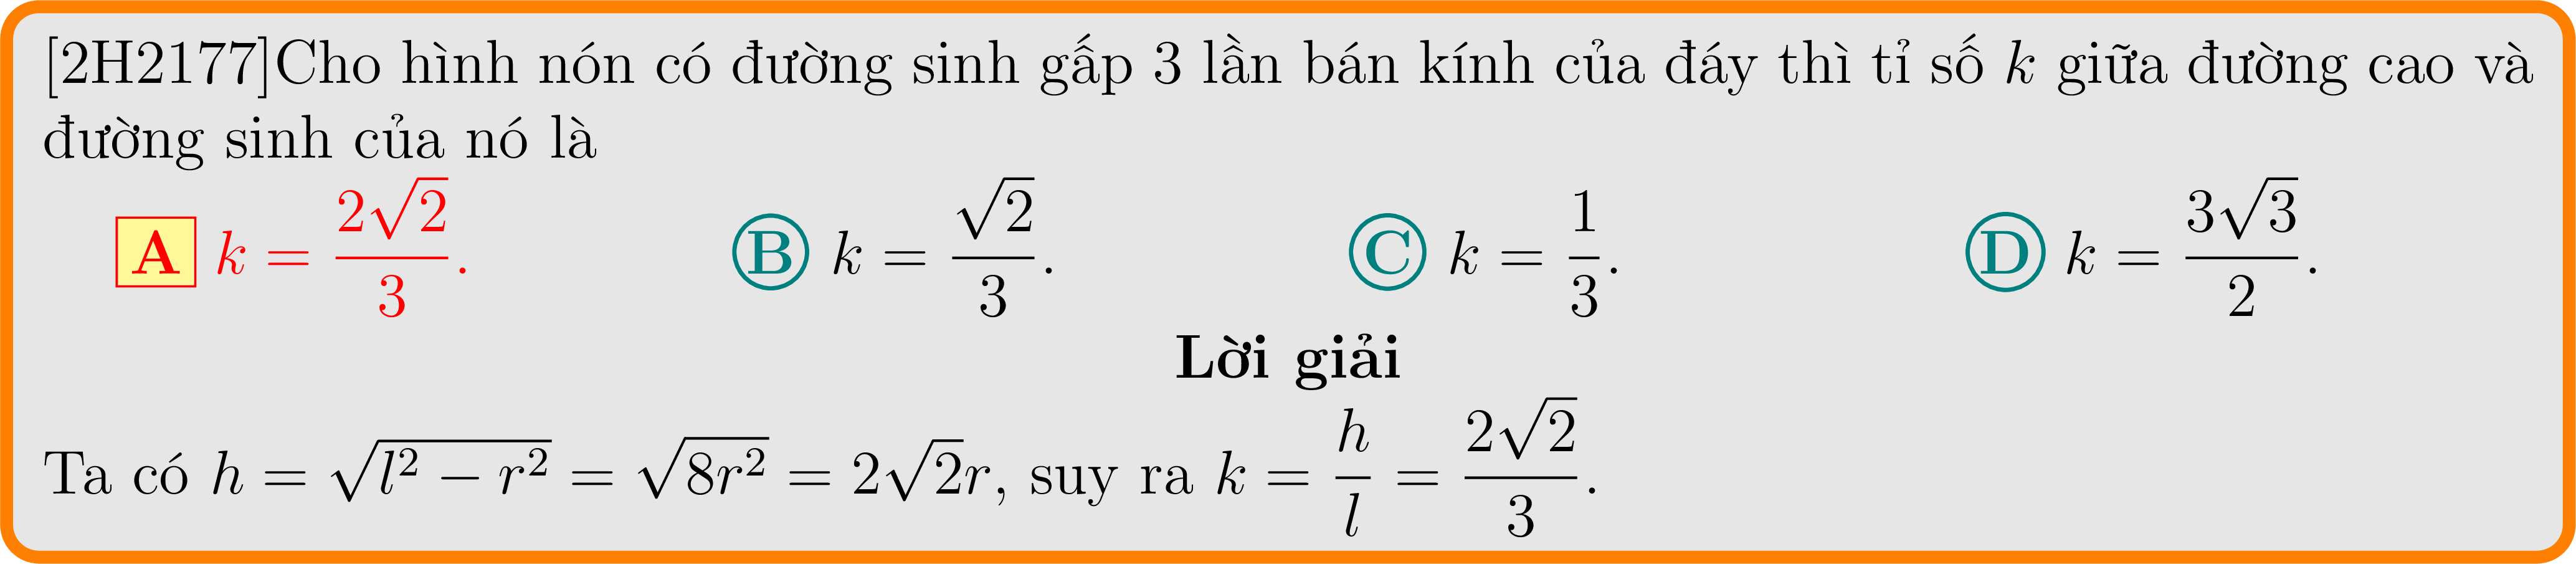 [2H2177]Cho hình nón có đường sinh gấp 3 lần bán kính của đáy thì tỉ số k giữa đường cao và
đường sinh của nó là
A k = \frac{2\sqrt{2}}{3}. B k = \frac{\sqrt{2}}{3}. C k = \frac{1}{3}. D k = \frac{3\sqrt{3}}{2}.
Lời giải
Ta có h = \sqrt{l^2 - r^2} = \sqrt{8r^2} = 2\sqrt{2}r, suy ra k = \frac{h}{l} = \frac{2\sqrt{2}}{3}.